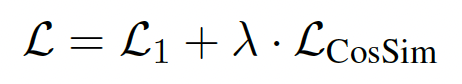 ℒ = ℒ₁ + λ · ℒ_CosSim